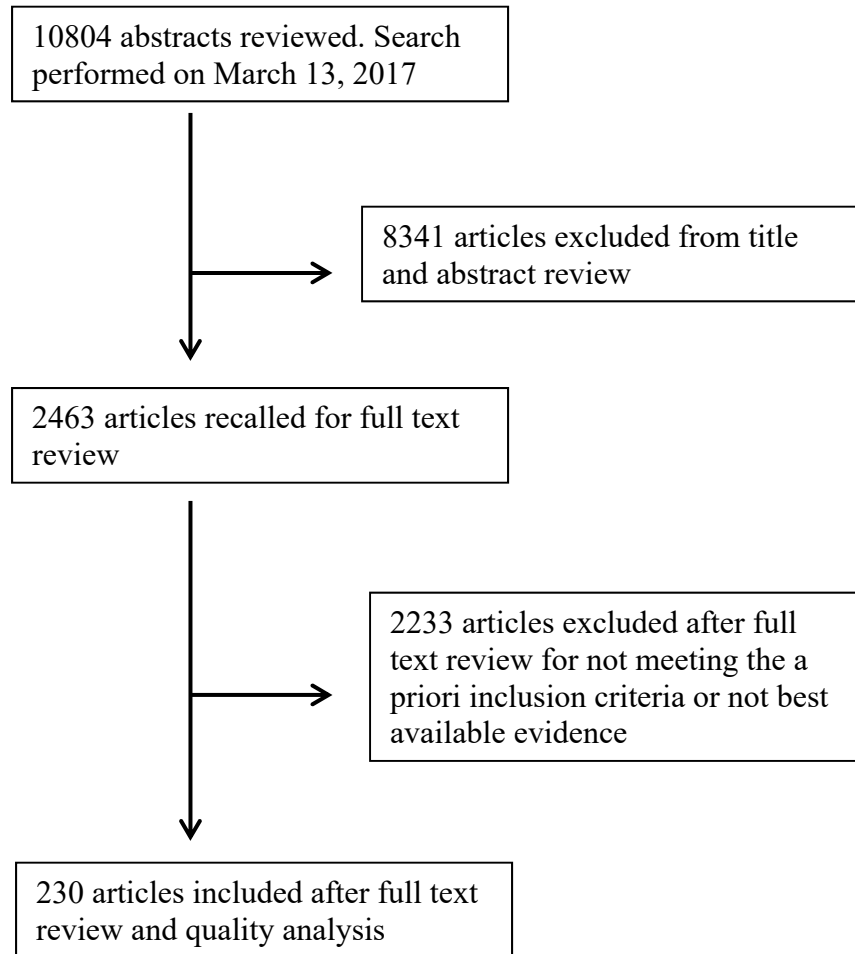 10804 abstracts reviewed. Search
performed on March 13, 2017
8341 articles excluded from title
and abstract review
2463 articles recalled for full text
review
2233 articles excluded after full
text review for not meeting the a
priori inclusion criteria or not best
available evidence
230 articles included after full text
review and quality analysis